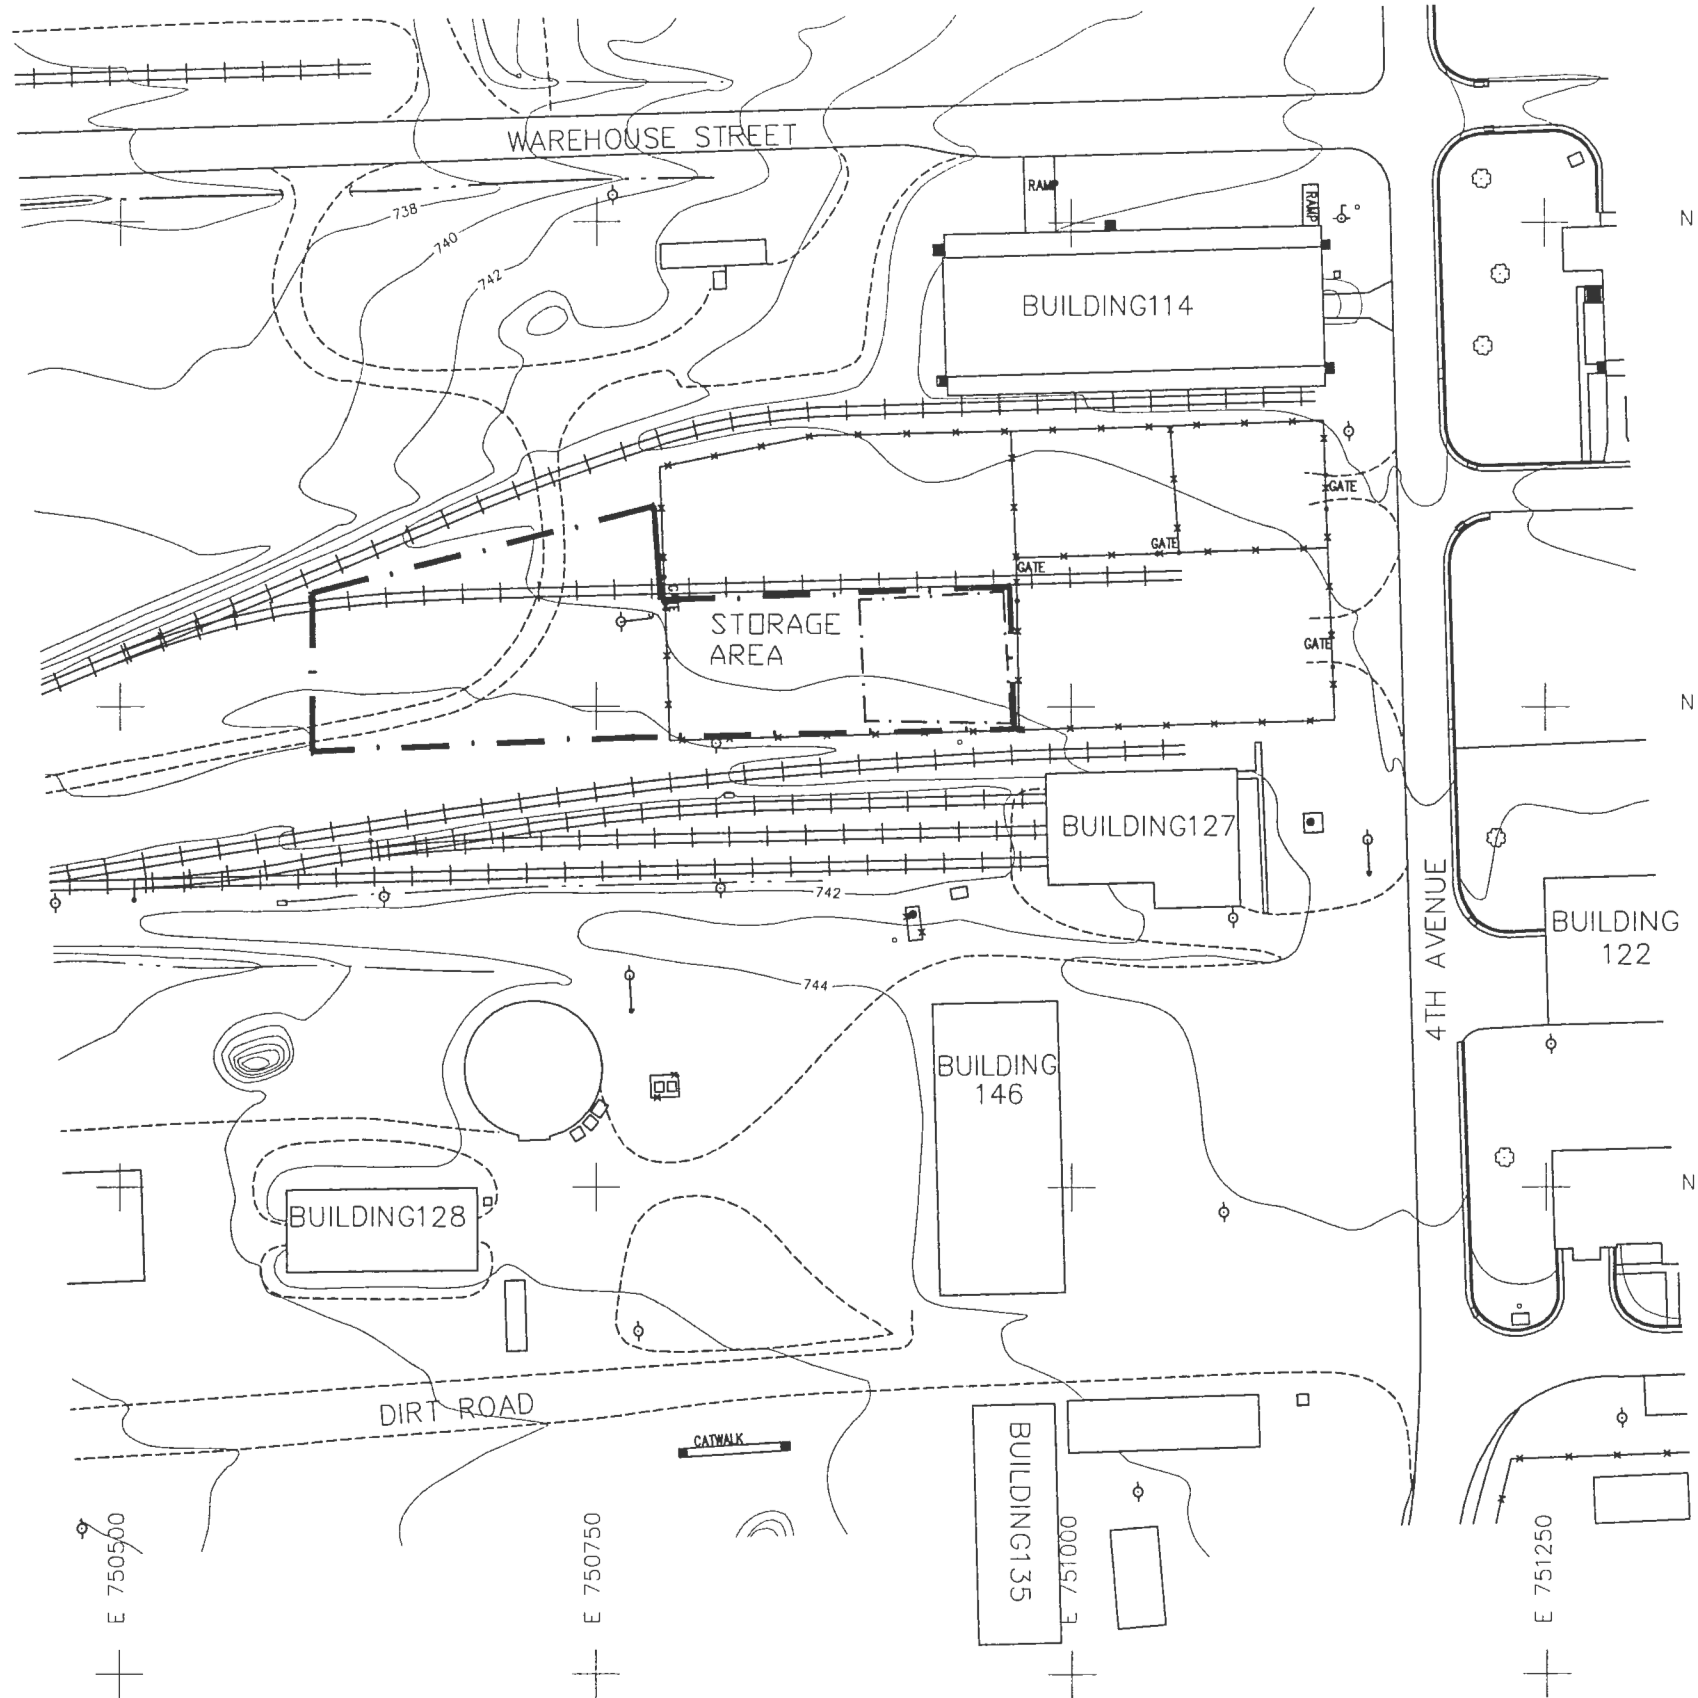 WAREHOUSE STREET
RAMP
RAMP
738
740
742
BUILDING114
N
GATE
GATE
GATE
STORAGE
AREA
GATE
N
BUILDING127
742
4TH AVENUE
BUILDING
122
744
BUILDING
146
N
BUILDING128
DIRT ROAD
CATWALK
BUILDING135
E 750500
E 750750
E 751000
E 751250